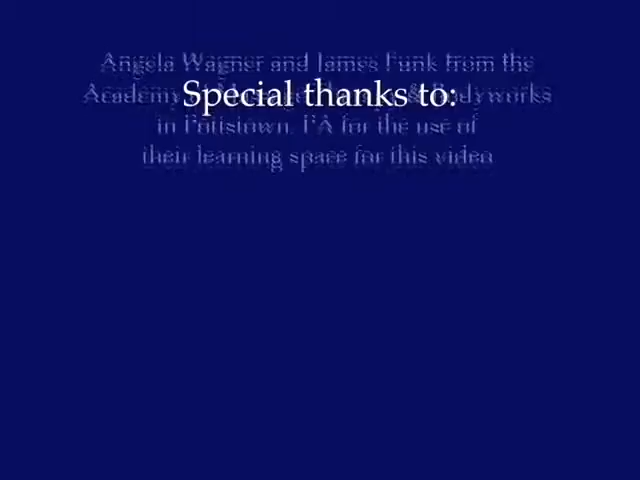 Angela Wagner and James Funk from the
Special thanks to:
Academy & Bodyworks
in Pottstown, PA for the use of
their learning space for this video